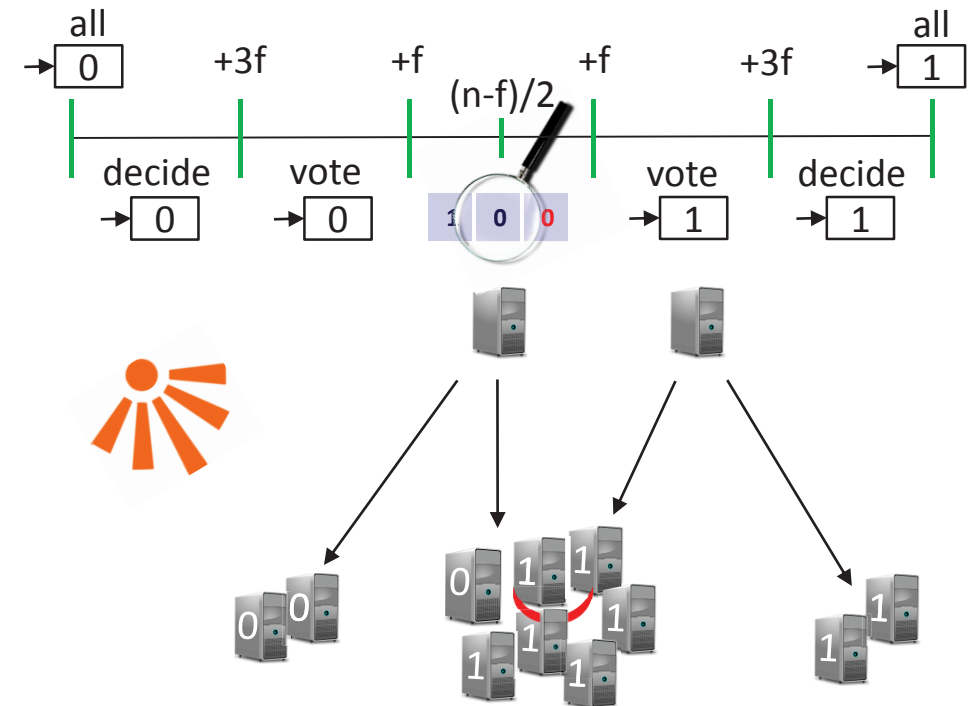 all all
0 +3f +f (n-f)/2 +f +3f 1
decide vote vote decide
0 0 1 0 0 1 1
0 1 1
0 0 1 1
1 1 1 1